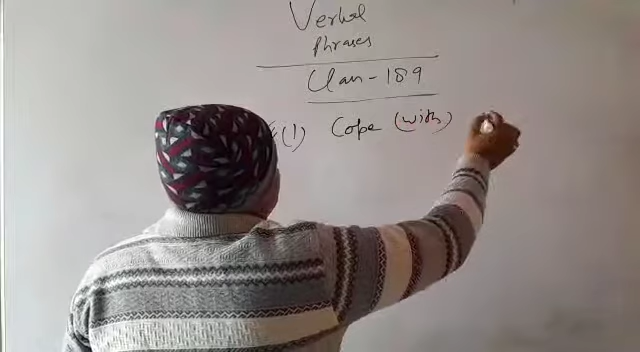 Verbal
Phrases
Class-189
(1) Cope (with)